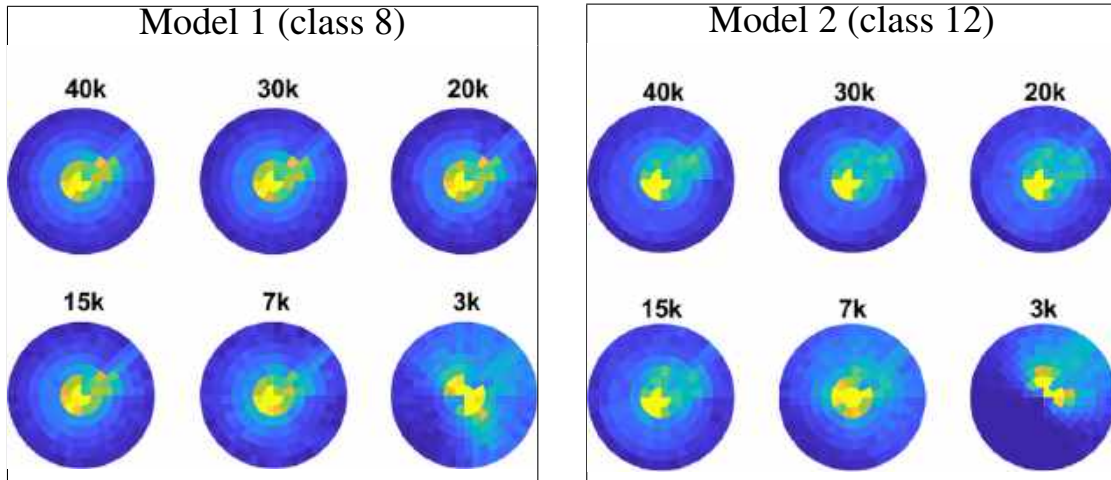 Model 1 (class 8)
40k 30k 20k
15k 7k 3k
Model 2 (class 12)
40k 30k 20k
15k 7k 3k